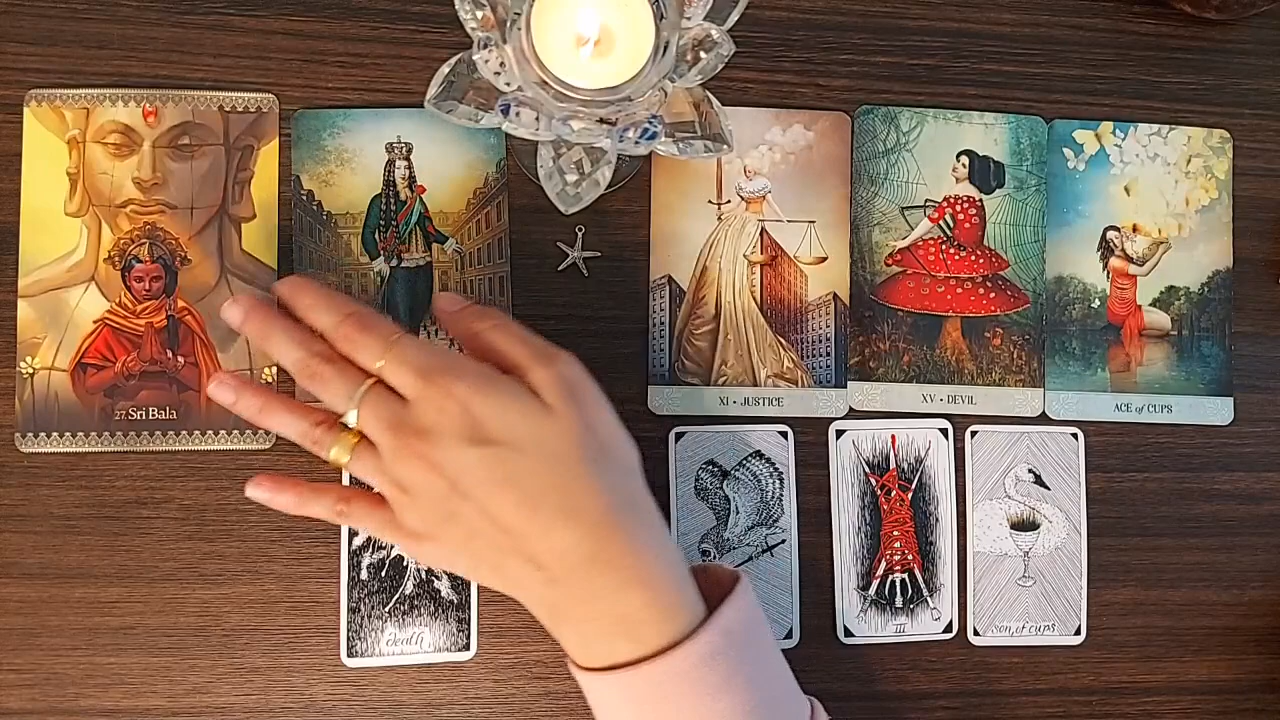 27. Sri Bala
XI • JUSTICE
XV • DEVIL
ACE of CUPS
death
III
son of cups